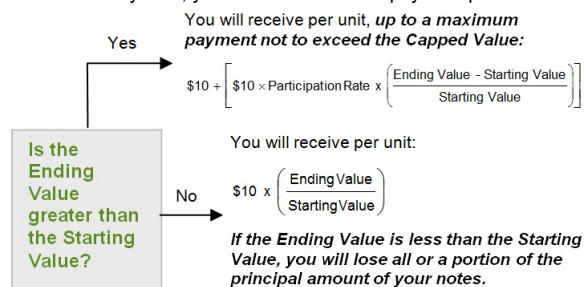 You will receive per unit, up to a maximum
payment not to exceed the Capped Value:
Yes
$10 + [$10 × Participation Rate x (Ending Value - Starting Value / Starting Value)]
Is the
Ending
Value
greater than
the Starting
Value?
No
You will receive per unit:
$10 x (Ending Value / Starting Value)
If the Ending Value is less than the Starting
Value, you will lose all or a portion of the
principal amount of your notes.